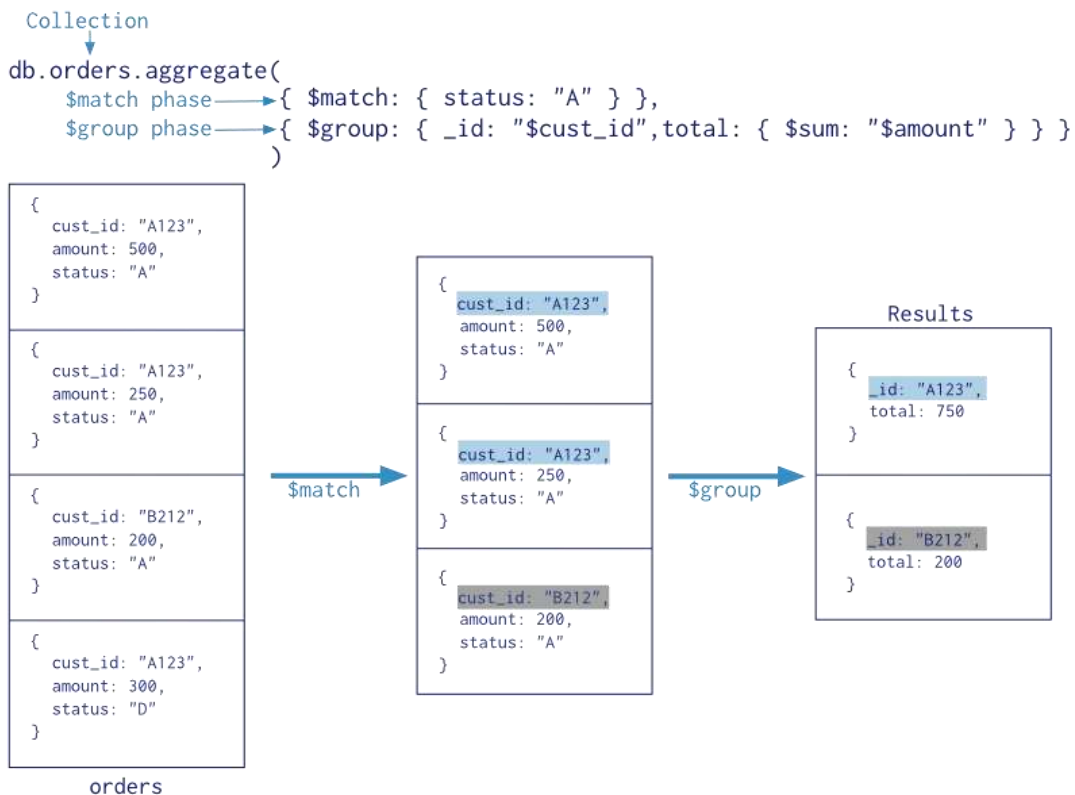 Collection
db.orders.aggregate(
$match phase { $match: { status: "A" } },
$group phase { $group: { _id: "$cust_id",total: { $sum: "$amount" } } }
)
{
cust_id: "A123",
amount: 500,
status: "A"
}
{
cust_id: "A123",
amount: 250,
status: "A"
}
{
cust_id: "B212",
amount: 200,
status: "A"
}
{
cust_id: "A123",
amount: 300,
status: "D"
}
orders
$match
{
cust_id: "A123",
amount: 500,
status: "A"
}
{
cust_id: "A123",
amount: 250,
status: "A"
}
{
cust_id: "B212",
amount: 200,
status: "A"
}
$group
Results
{
_id: "A123",
total: 750
}
{
_id: "B212",
total: 200
}